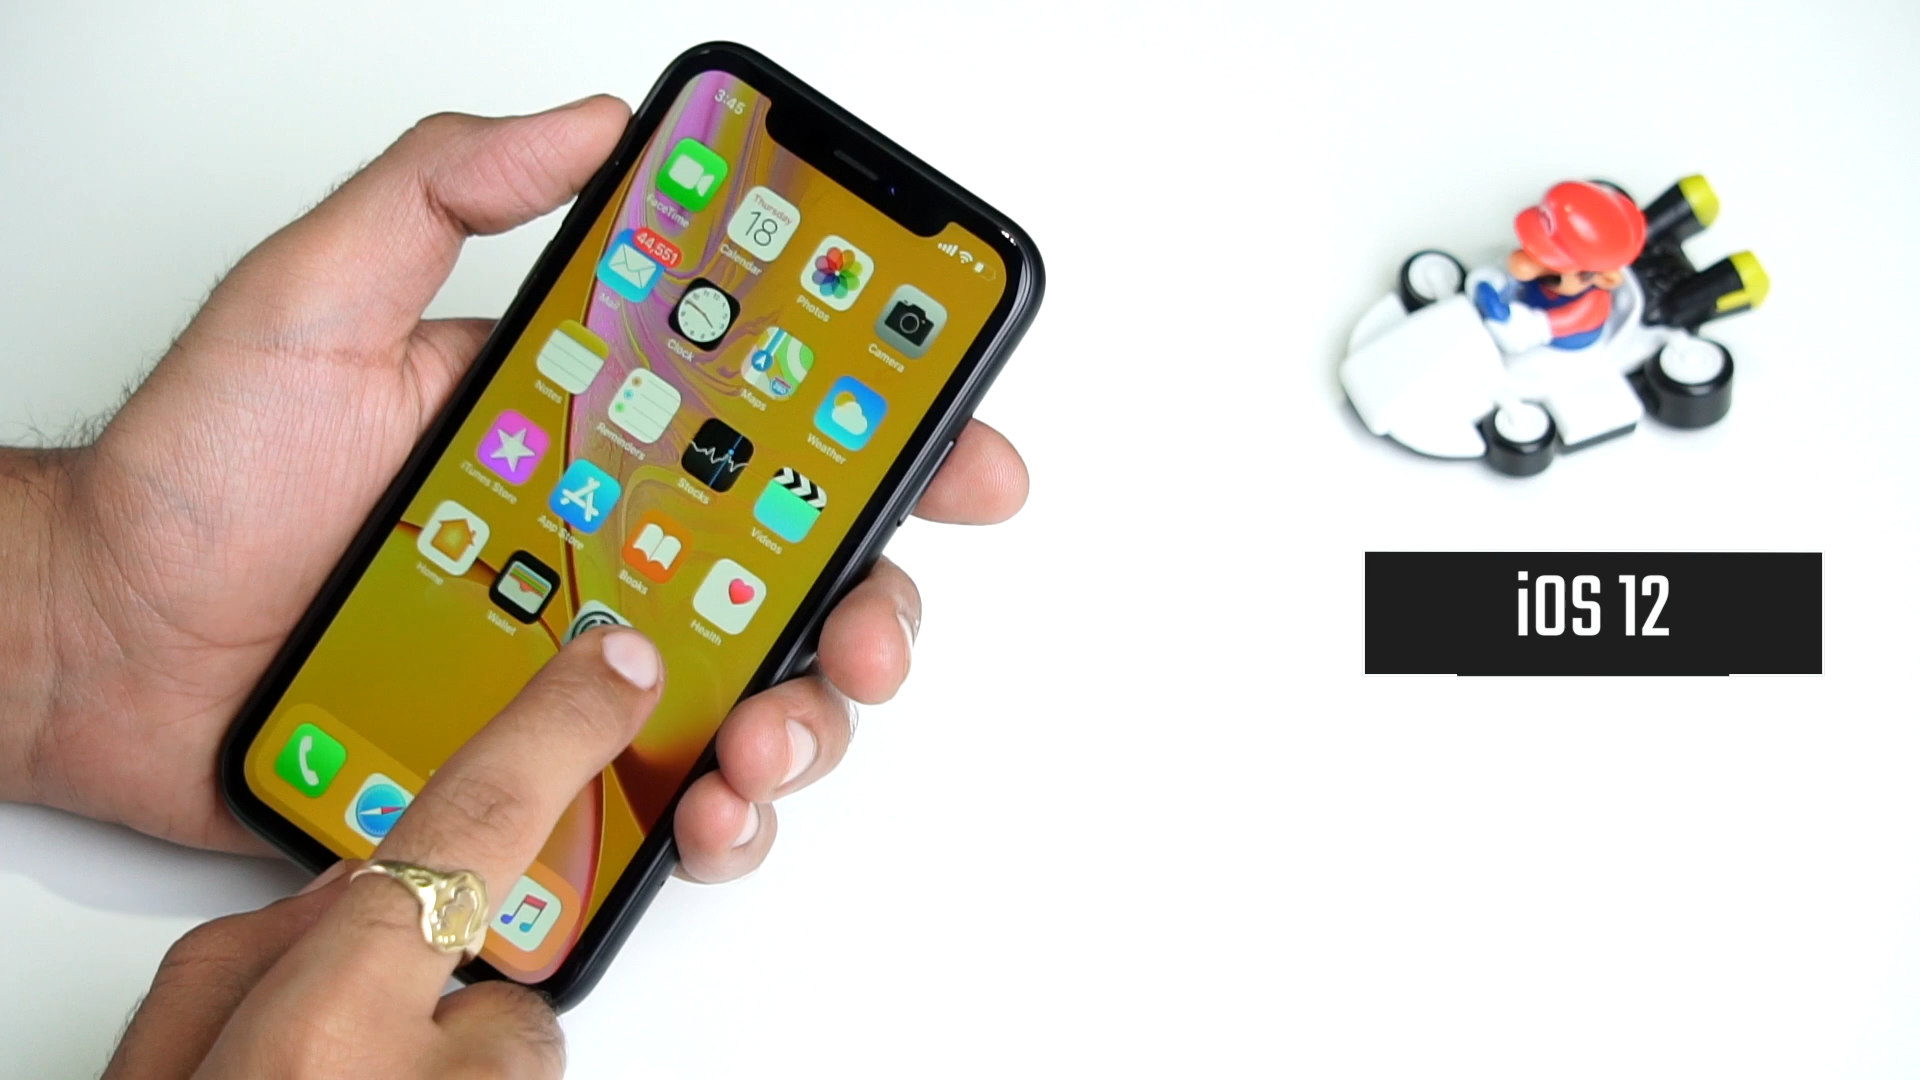 3:45
FaceTime
Thursday
18
Calendar
Photos
Camera
44,551
Mail
Clock
Maps
Weather
Notes
Reminders
Stocks
Videos
iTunes Store
App Store
Books
Health
Home
Wallet
iOS 12